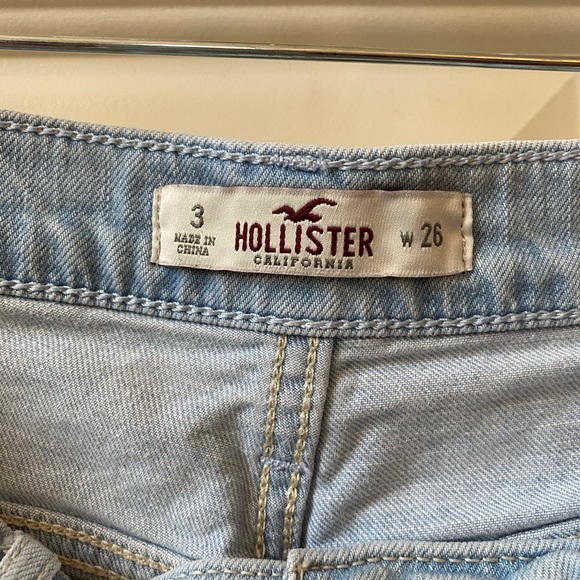 3
MADE IN
CHINA
HOLLISTER
CALIFORNIA
W 26